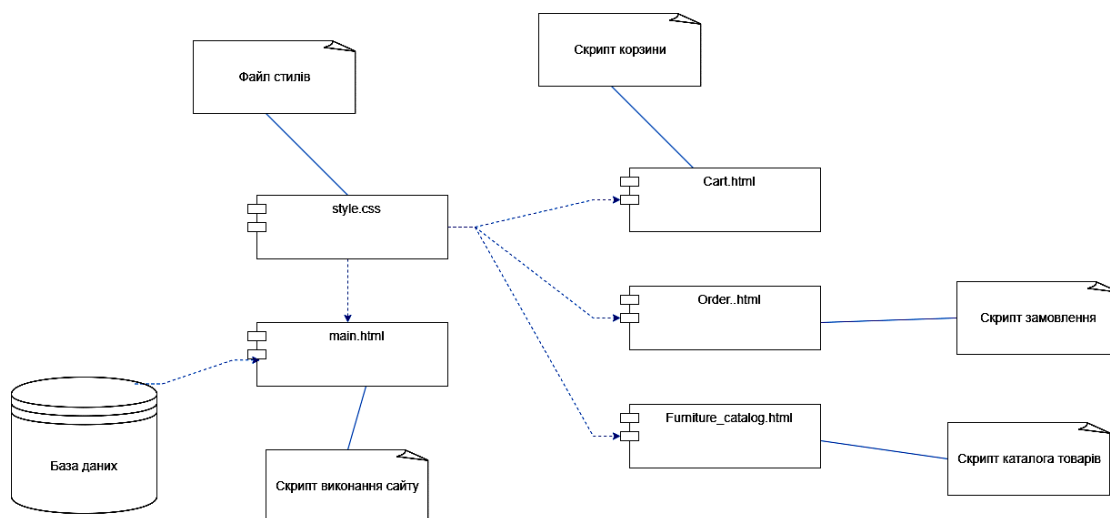 Скрипт корзини
Файл стилів
Cart.html
style.css
Order..html
Скрипт замовлення
main.html
Furniture_catalog.html
База даних
Скрипт виконання сайту
Скрипт каталога товарів